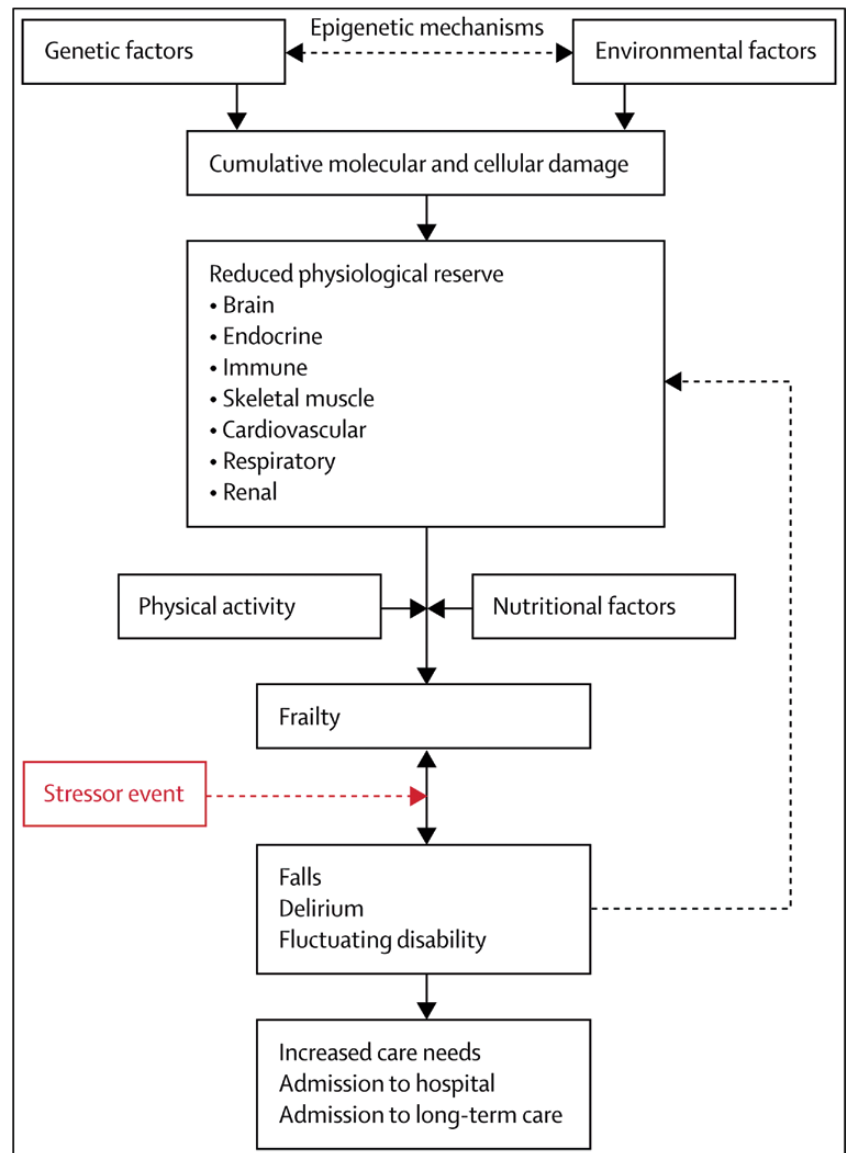 Epigenetic mechanisms
Genetic factors
Environmental factors
Cumulative molecular and cellular damage
Reduced physiological reserve
• Brain
• Endocrine
• Immune
• Skeletal muscle
• Cardiovascular
• Respiratory
• Renal
Physical activity
Nutritional factors
Frailty
Stressor event
Falls
Delirium
Fluctuating disability
Increased care needs
Admission to hospital
Admission to long-term care